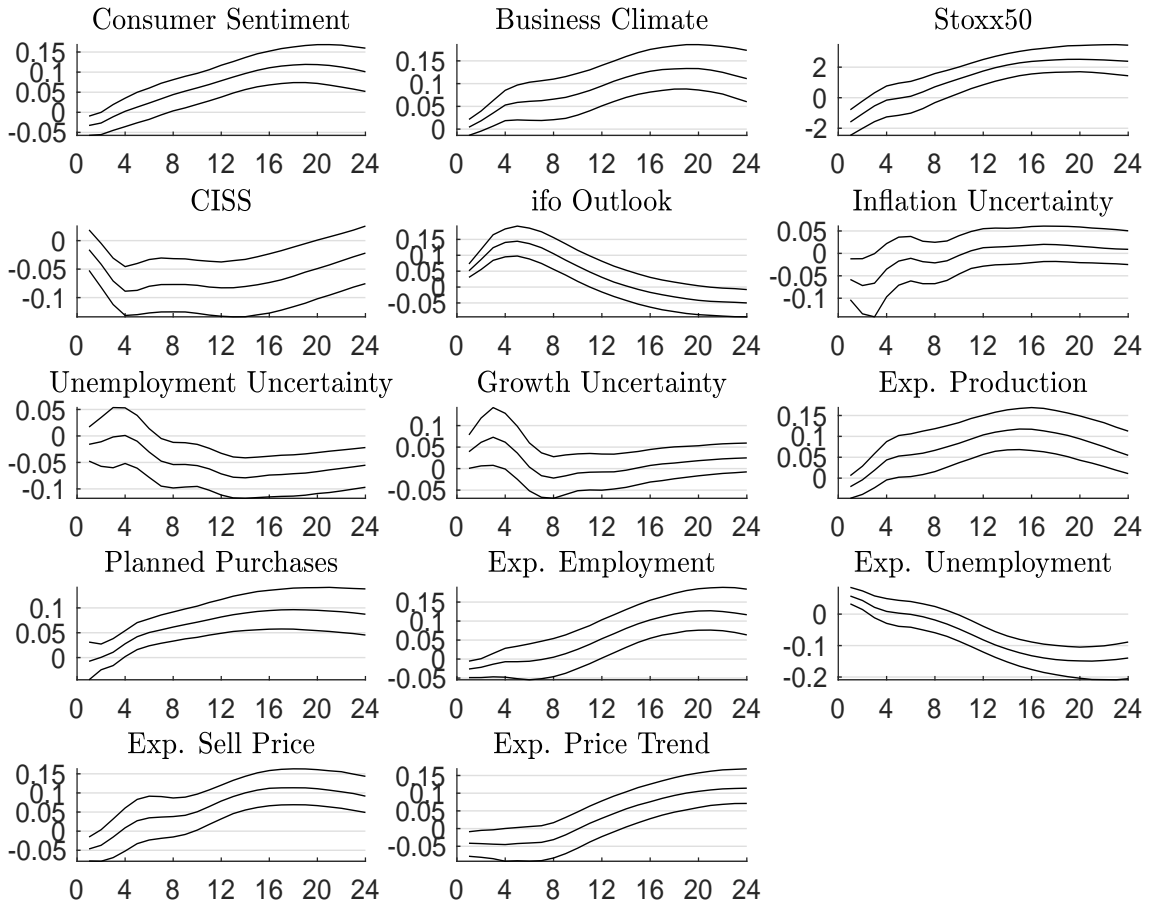 Consumer Sentiment Business Climate Stoxx50
0.15 0.1 0.05 0 -0.05
0 4 8 12 16 20 24
0.15 0.1 0.05 0
0 4 8 12 16 20 24
2 0 -2
0 4 8 12 16 20 24
CISS ifo Outlook Inflation Uncertainty
0 -0.05 -0.1
0 4 8 12 16 20 24
0.15 0.1 0.05 0 -0.05
0 4 8 12 16 20 24
0.05 0 -0.05 -0.1
0 4 8 12 16 20 24
Unemployment Uncertainty Growth Uncertainty Exp. Production
0.05 0 -0.05 -0.1
0 4 8 12 16 20 24
0.1 0.05 0 -0.05
0 4 8 12 16 20 24
0.15 0.1 0.05 0
0 4 8 12 16 20 24
Planned Purchases Exp. Employment Exp. Unemployment
0.1 0.05 0
0 4 8 12 16 20 24
0.15 0.1 0.05 0 -0.05
0 4 8 12 16 20 24
0 -0.1 -0.2
0 4 8 12 16 20 24
Exp. Sell Price Exp. Price Trend
0.15 0.1 0.05 0 -0.05
0 4 8 12 16 20 24
0.15 0.1 0.05 0 -0.05
0 4 8 12 16 20 24